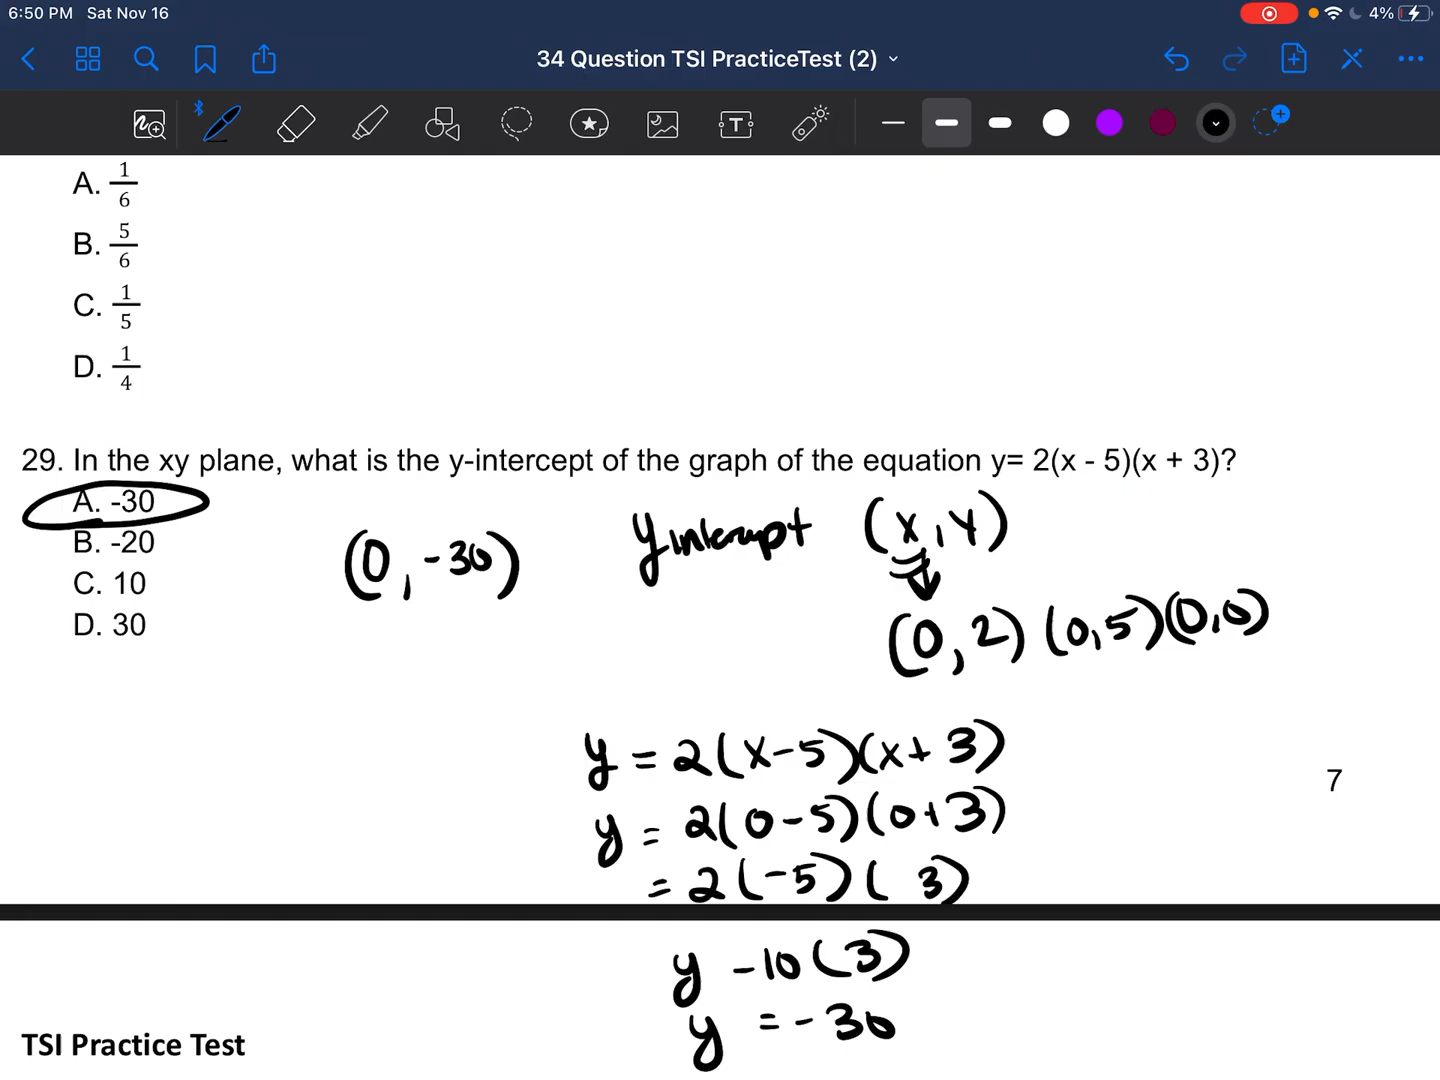 6:50 PM Sat Nov 16
4%
34 Question TSI PracticeTest (2)
T
A. 1/6
B. 5/6
C. 1/5
D. 1/4
29. In the xy plane, what is the y-intercept of the graph of the equation y= 2(x - 5)(x + 3)?
A. -30
B. -20
C. 10
D. 30
(0, -30)
y intercept (x, y)
(0, 2) (0, 5) (0, 0)
y = 2(x-5)(x+3)
y = 2(0-5)(0+3)
= 2(-5)( 3)
7
y -10(3)
y = -30
TSI Practice Test